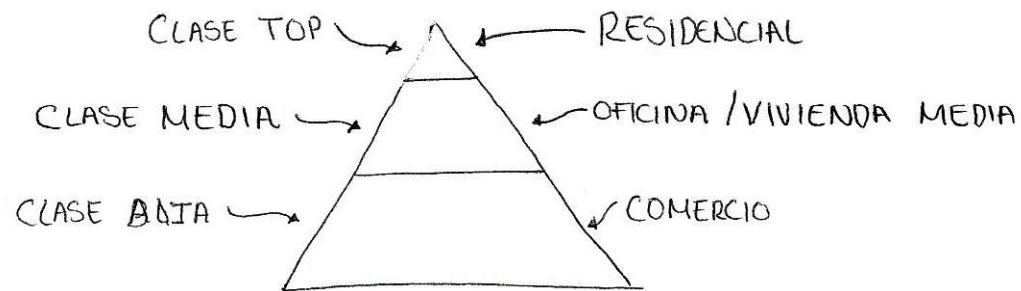 CLASE TOP
RESIDENCIAL
CLASE MEDIA
OFICINA / VIVIENDA MEDIA
CLASE BAJA
COMERCIO